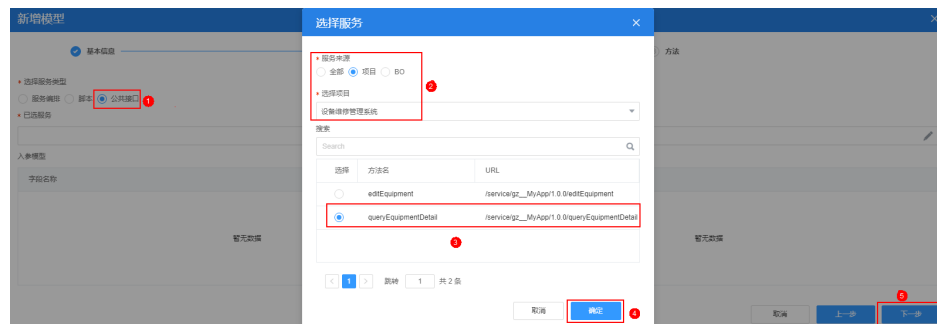 新增模型
基本信息
方法
选择服务类型
服务编排 脚本 公共接口 1
已选服务
入参模型
字段名称
暂无数据
暂无数据
选择服务 ×
服务来源
全部 项目 BO
2
选择项目
设备维修管理系统
搜索
Search
选择 方法名 URL
editEquipment /service/gz__MyApp/1.0.0/editEquipment
queryEquipmentDetail /service/gz__MyApp/1.0.0/queryEquipmentDetail
3
< 1 > 跳转 1 共 2 条
取消 确定 4
5
取消 上一步 下一步